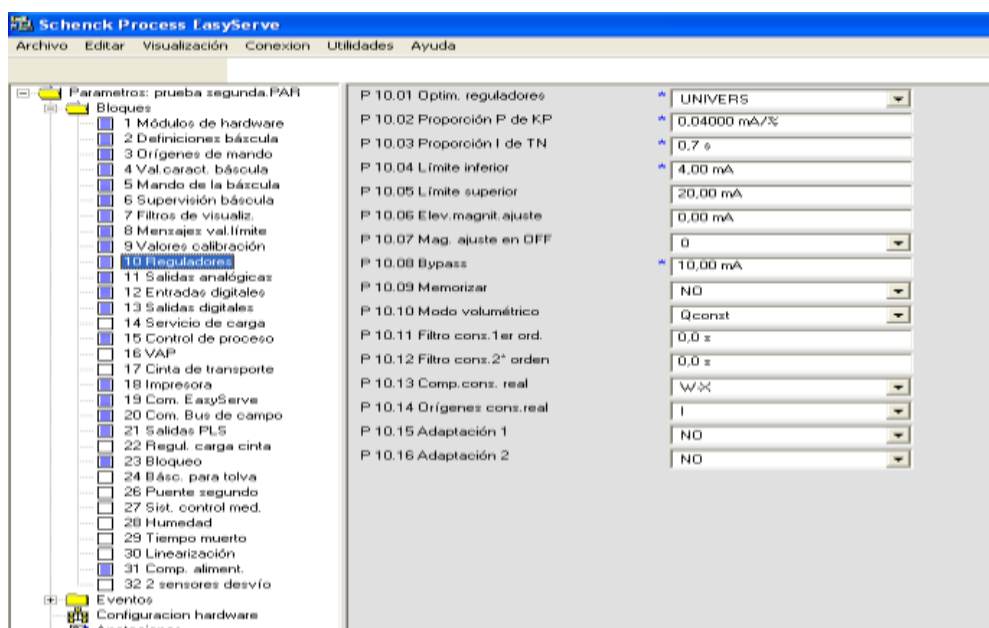 Schenck Process EasyServe
Archivo Editar Visualización Conexion Utilidades Ayuda
Parametros: prueba segunda.PAR
Bloques
1 Módulos de hardware
2 Definiciones báscula
3 Orígenes de mando
4 Val.caract. báscula
5 Mando de la báscula
6 Supervisión báscula
7 Filtros de visualiz.
8 Mensajes val.límite
9 Valores calibración
10 Reguladores
11 Salidas analógicas
12 Entradas digitales
13 Salidas digitales
14 Servicio de carga
15 Control de proceso
16 VAP
17 Cinta de transporte
18 Impresora
19 Com. EasyServe
20 Com. Bus de campo
21 Salidas PLS
22 Regul. carga cinta
23 Bloqueo
24 Básc. para tolva
26 Puente segundo
27 Sist. control med.
28 Humedad
29 Tiempo muerto
30 Linearización
31 Comp. aliment.
32 2 sensores desvío
Eventos
Configuracion hardware
P 10.01 Optim. reguladores * UNIVERS
P 10.02 Proporción P de KP * 0,04000 mA/%
P 10.03 Proporción I de TN * 0,7 s
P 10.04 Límite inferior * 4,00 mA
P 10.05 Límite superior 20,00 mA
P 10.06 Elev.magnit.ajuste 0,00 mA
P 10.07 Mag. ajuste en OFF 0
P 10.08 Bypass * 10,00 mA
P 10.09 Memorizar NO
P 10.10 Modo volumétrico Qconst
P 10.11 Filtro cons.1er ord. 0,0 s
P 10.12 Filtro cons.2° orden 0,0 s
P 10.13 Comp.cons. real W-X
P 10.14 Orígenes cons.real I
P 10.15 Adaptación 1 NO
P 10.16 Adaptación 2 NO